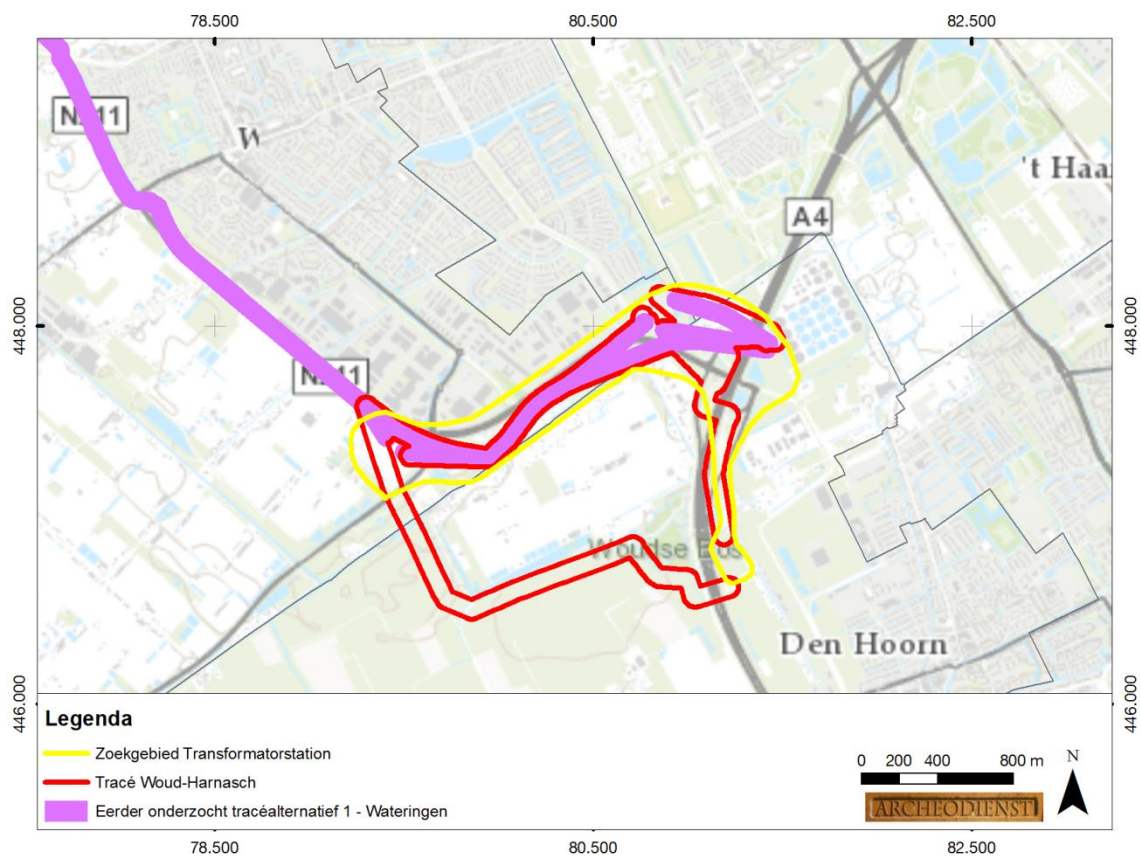 78.500 80.500 82.500
448.000 448.000
N211
W
't Haa
A4
N211
Woudse Bos
Den Hoorn
446.000 446.000
Legenda
Zoekgebied Transformatorstation
Tracé Woud-Harnasch
Eerder onderzocht tracéalternatief 1 - Wateringen
0 200 400 800 m
N
ARCHEODIENST
78.500 80.500 82.500